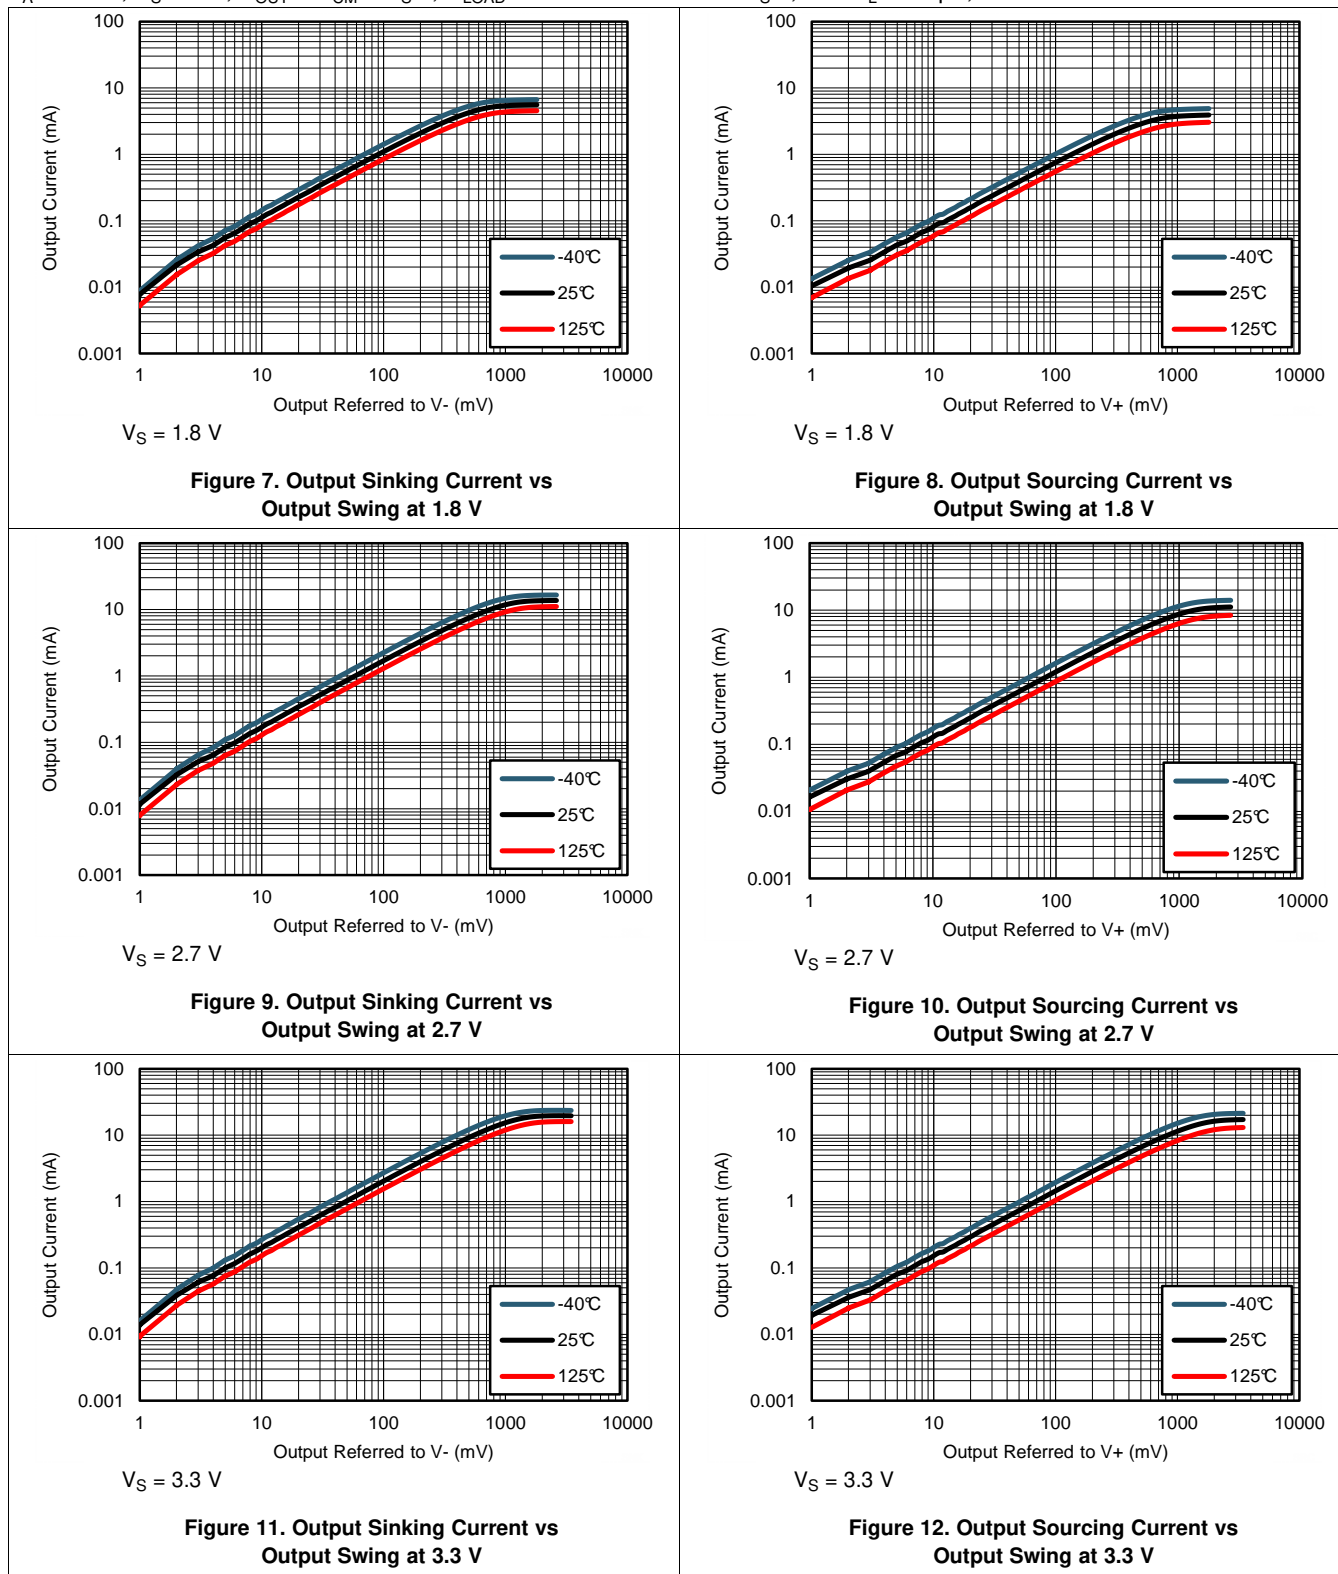 100
10
1
0.1
0.01
0.001
Output Current (mA)
-40°C
25°C
125°C
1 10 100 1000 10000
Output Referred to V- (mV)
VS = 1.8 V
Figure 7. Output Sinking Current vs
Output Swing at 1.8 V
100
10
1
0.1
0.01
0.001
Output Current (mA)
-40°C
25°C
125°C
1 10 100 1000 10000
Output Referred to V+ (mV)
VS = 1.8 V
Figure 8. Output Sourcing Current vs
Output Swing at 1.8 V
100
10
1
0.1
0.01
0.001
Output Current (mA)
-40°C
25°C
125°C
1 10 100 1000 10000
Output Referred to V- (mV)
VS = 2.7 V
Figure 9. Output Sinking Current vs
Output Swing at 2.7 V
100
10
1
0.1
0.01
0.001
Output Current (mA)
-40°C
25°C
125°C
1 10 100 1000 10000
Output Referred to V+ (mV)
VS = 2.7 V
Figure 10. Output Sourcing Current vs
Output Swing at 2.7 V
100
10
1
0.1
0.01
0.001
Output Current (mA)
-40°C
25°C
125°C
1 10 100 1000 10000
Output Referred to V- (mV)
VS = 3.3 V
Figure 11. Output Sinking Current vs
Output Swing at 3.3 V
100
10
1
0.1
0.01
0.001
Output Current (mA)
-40°C
25°C
125°C
1 10 100 1000 10000
Output Referred to V+ (mV)
VS = 3.3 V
Figure 12. Output Sourcing Current vs
Output Swing at 3.3 V